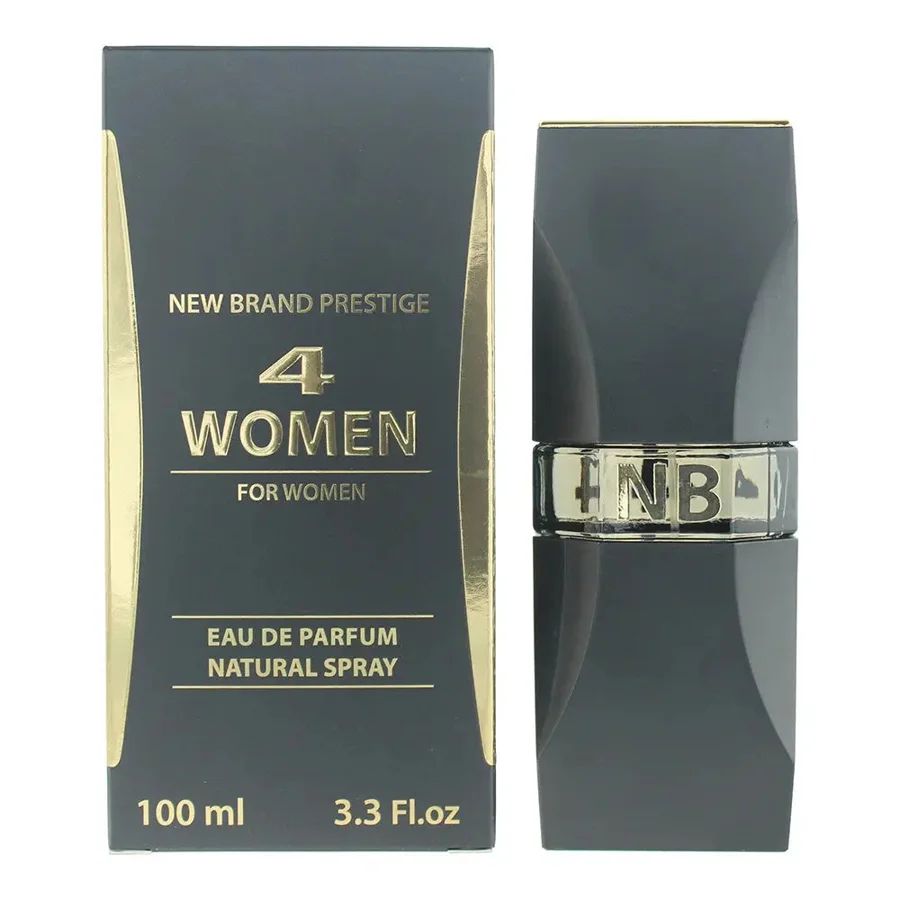 NEW BRAND PRESTIGE
4
WOMEN
FOR WOMEN
EAU DE PARFUM
NATURAL SPRAY
100 ml 3.3 Fl.oz
NB